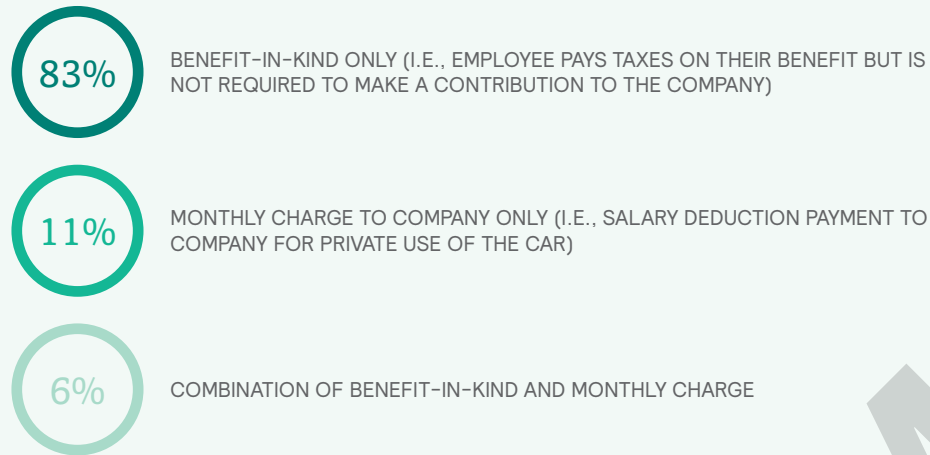 83%
BENEFIT-IN-KIND ONLY (I.E., EMPLOYEE PAYS TAXES ON THEIR BENEFIT BUT IS
NOT REQUIRED TO MAKE A CONTRIBUTION TO THE COMPANY)
11%
MONTHLY CHARGE TO COMPANY ONLY (I.E., SALARY DEDUCTION PAYMENT TO
COMPANY FOR PRIVATE USE OF THE CAR)
6%
COMBINATION OF BENEFIT-IN-KIND AND MONTHLY CHARGE